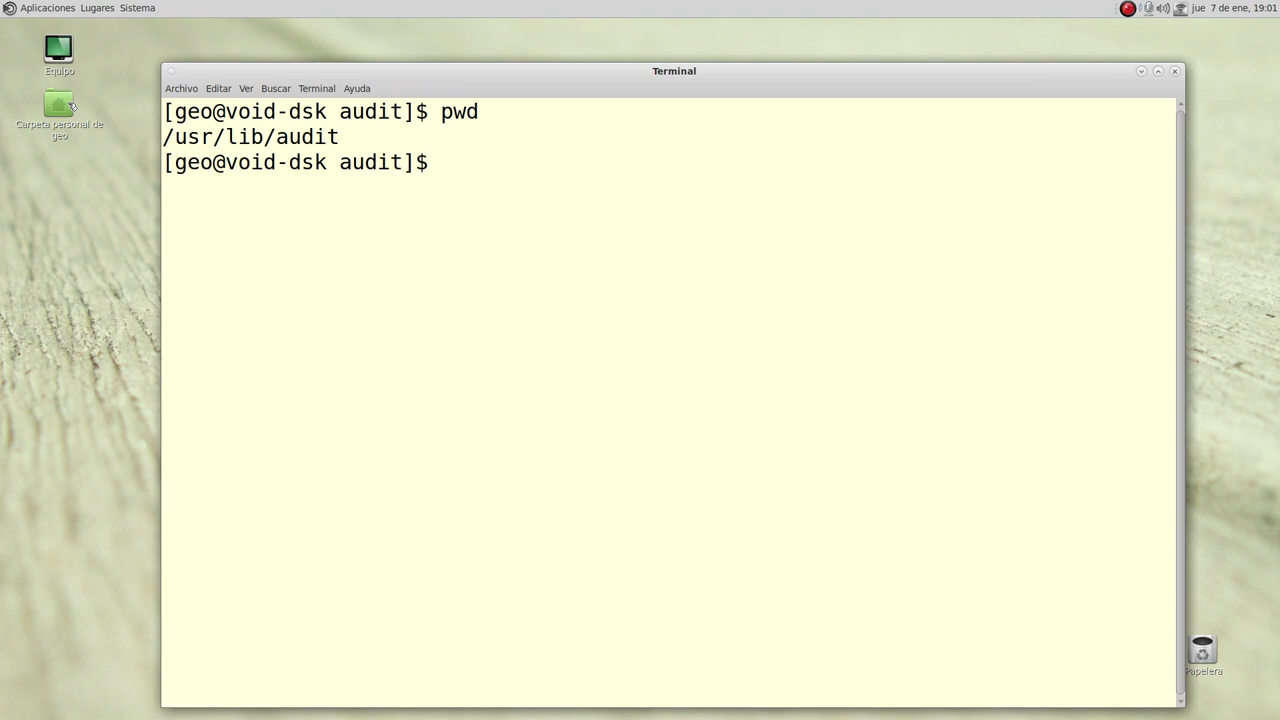 Aplicaciones Lugares Sistema
jue 7 de ene, 19:01
Equipo
Carpeta personal de
geo
Terminal
Archivo Editar Ver Buscar Terminal Ayuda
[geo@void-dsk audit]$ pwd
/usr/lib/audit
[geo@void-dsk audit]$
Papelera